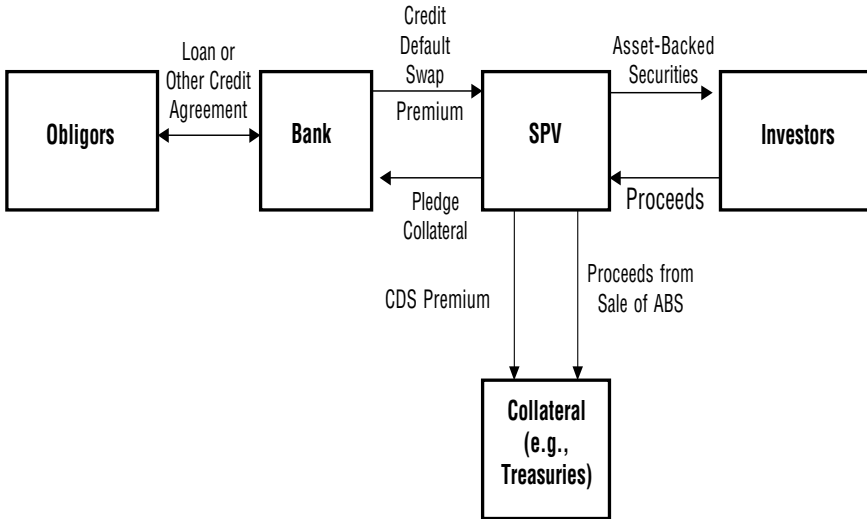 Loan or
Other Credit
Agreement
Credit
Default
Swap
Premium
Asset-Backed
Securities
Obligors
Bank
SPV
Investors
Pledge
Collateral
Proceeds
CDS Premium
Proceeds from
Sale of ABS
Collateral
(e.g.,
Treasuries)